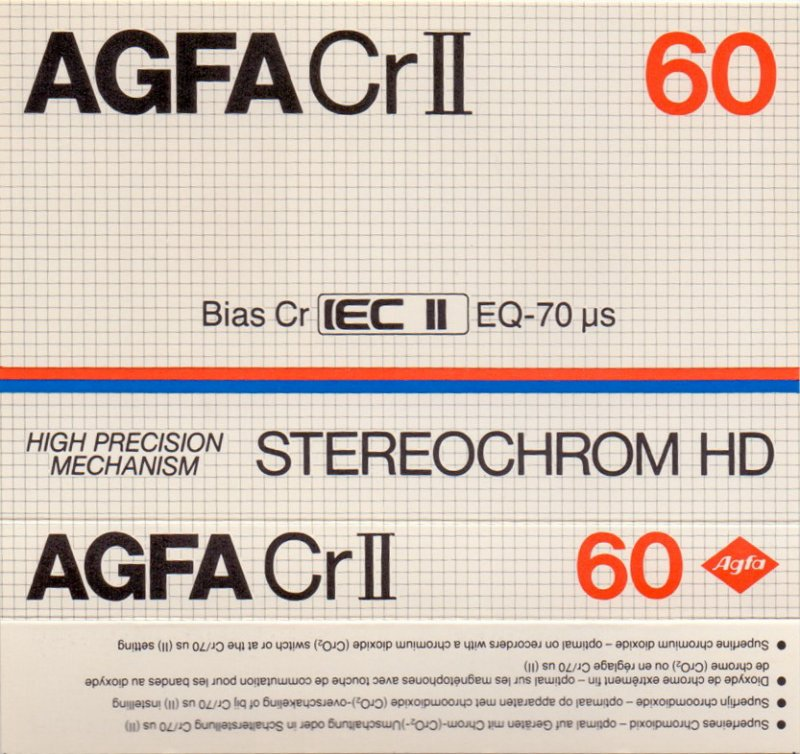 AGFA Cr II 60
Bias Cr IEC II EQ-70 µs
HIGH PRECISION
MECHANISM
STEREOCHROM HD
AGFA Cr II 60 Agfa
● Superfeines Chromdioxid – optimal auf Geräten mit Chrom-(CrO₂-)Umschaltung oder in Schalterstellung Cr/70 us (II)
● Superfijn chroomdioxide – optimaal op apparaten met chroomdioxide (CrO₂)-overschakeling of bij Cr/70 us (II) instelling
● Dioxyde de chrome extrêment fin – optimal sur les magnétophones avec touche de commutation pour les bandes au dioxyde
de chrome (CrO₂) ou en réglage Cr/70 us (II)
● Superfine chromium dioxide – optimal on recorders with a chromium dioxide (CrO₂) switch or at the Cr/70 us (II) setting